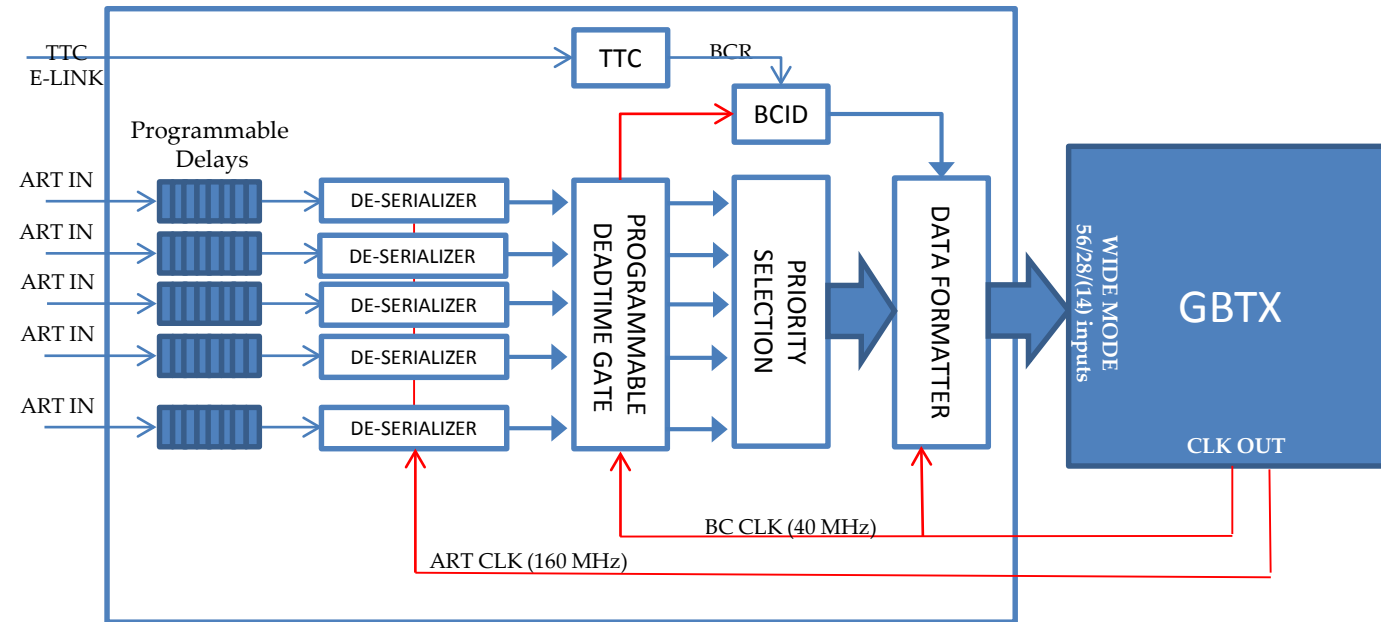 TTC
E-LINK
TTC
BCR
BCID
Programmable
Delays
ART IN
ART IN
ART IN
ART IN
ART IN
DE-SERIALIZER
DE-SERIALIZER
DE-SERIALIZER
DE-SERIALIZER
DE-SERIALIZER
PROGRAMMABLE
DEADTIME GATE
PRIORITY
SELECTION
DATA FORMATTER
WIDE MODE
56/28/(14) inputs
GBTX
CLK OUT
BC CLK (40 MHz)
ART CLK (160 MHz)